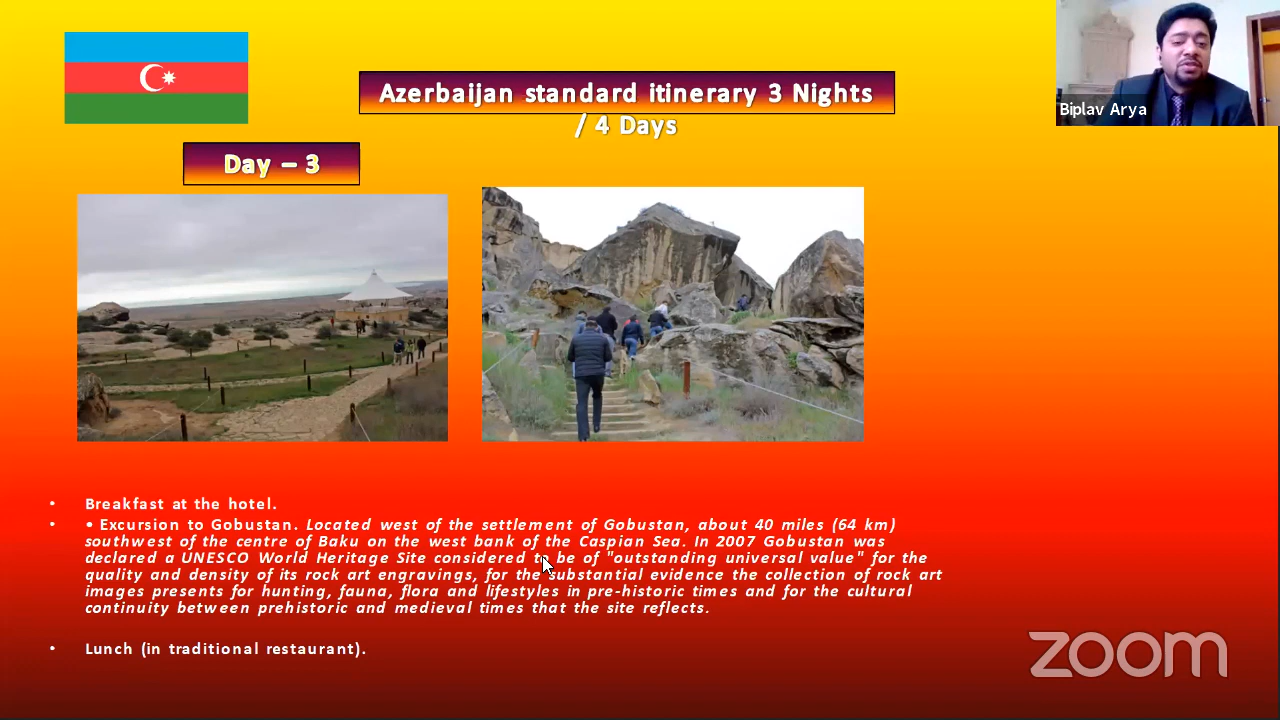 Azerbaijan standard itinerary 3 Nights
/ 4 Days
Biplav Arya
Day – 3
• Breakfast at the hotel.
• • Excursion to Gobustan. Located west of the settlement of Gobustan, about 40 miles (64 km)
southwest of the centre of Baku on the west bank of the Caspian Sea. In 2007 Gobustan was
declared a UNESCO World Heritage Site considered to be of "outstanding universal value" for the
quality and density of its rock art engravings, for the substantial evidence the collection of rock art
images presents for hunting, fauna, flora and lifestyles in pre-historic times and for the cultural
continuity between prehistoric and medieval times that the site reflects.
• Lunch (in traditional restaurant).
zoom